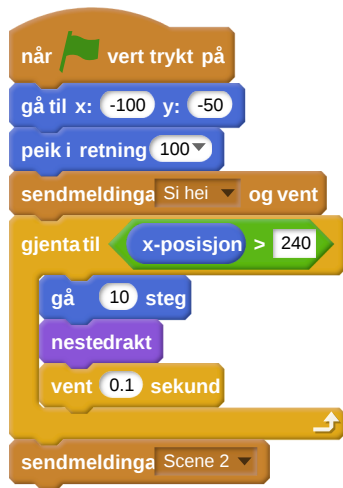 når vert trykt på
gå til x: -100 y: -50
peik i retning 100
sendmeldinga Si hei og vent
gjenta til x-posisjon > 240
gå 10 steg
nestedrakt
vent 0.1 sekund
sendmeldinga Scene 2